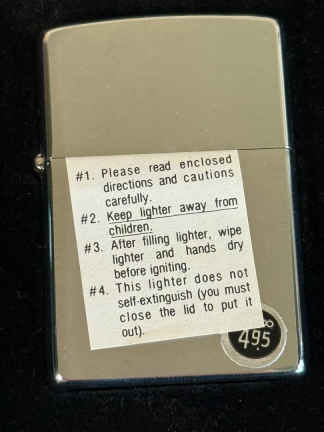 #1. Please read enclosed
directions and cautions
carefully.
#2. Keep lighter away from
children.
#3. After filling lighter, wipe
lighter and hands dry
before igniting.
#4. This lighter does not
self-extinguish (you must
close the lid to put it
out).
495